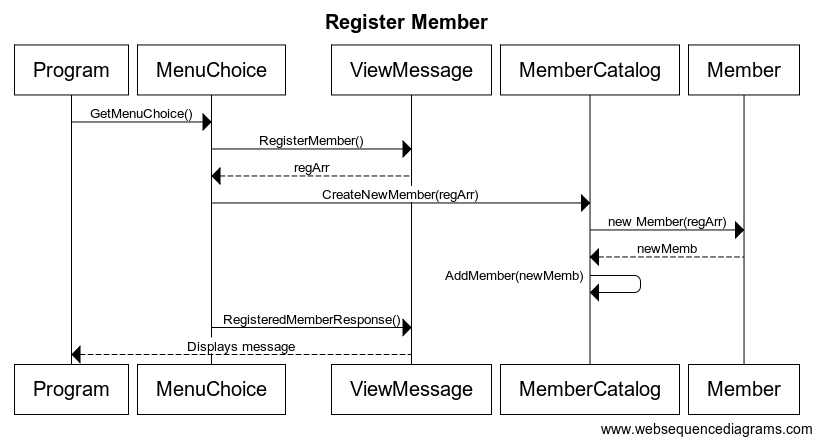 Register Member
Program
MenuChoice
ViewMessage
MemberCatalog
Member
GetMenuChoice()
RegisterMember()
regArr
CreateNewMember(regArr)
new Member(regArr)
newMemb
AddMember(newMemb)
RegisteredMemberResponse()
Displays message
Program
MenuChoice
ViewMessage
MemberCatalog
Member
www.websequencediagrams.com